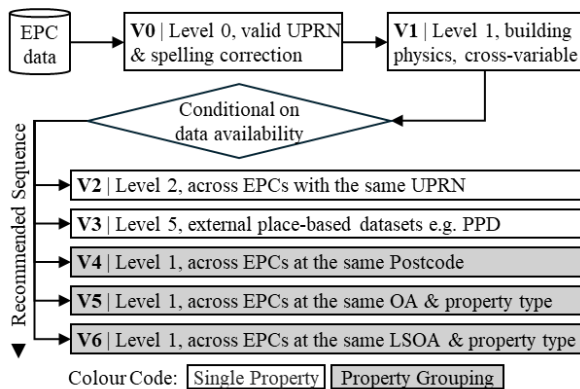 EPC
data
V0 | Level 0, valid UPRN
& spelling correction
V1 | Level 1, building
physics, cross-variable
Conditional on
data availability
Recommended Sequence
V2 | Level 2, across EPCs with the same UPRN
V3 | Level 5, external place-based datasets e.g. PPD
V4 | Level 1, across EPCs at the same Postcode
V5 | Level 1, across EPCs at the same OA & property type
V6 | Level 1, across EPCs at the same LSOA & property type
Colour Code: Single Property Property Grouping